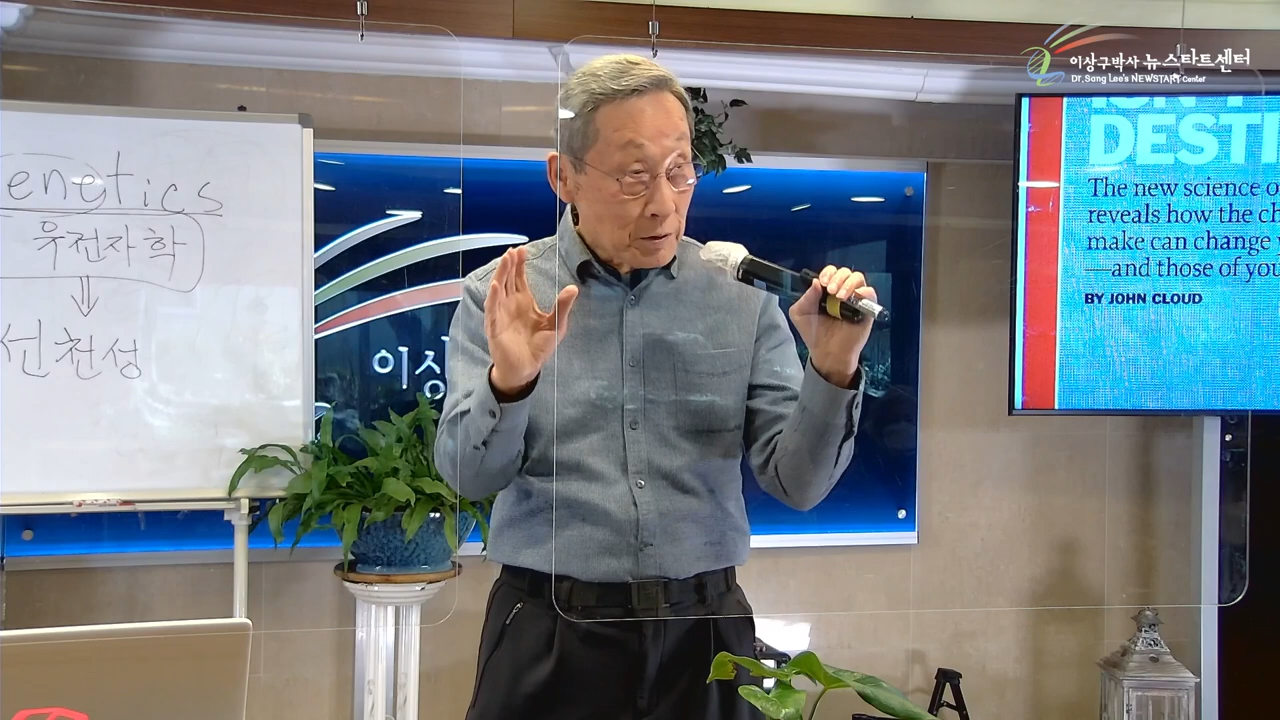 enetics
유전자학
선천성
이상
이상구박사 뉴스타트센터
Dr. Sang Lee's NEWSTART Center
DESTI
The new science o
reveals how the ch
make can change
—and those of you
BY JOHN CLOUD